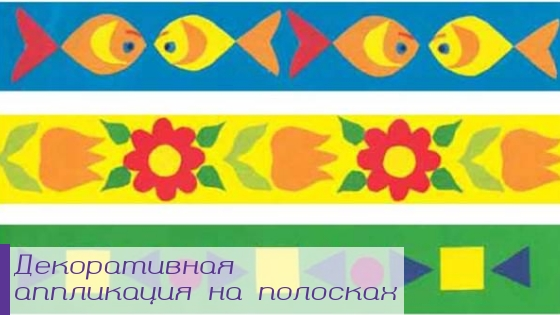 Декоративная
аппликация на полосках